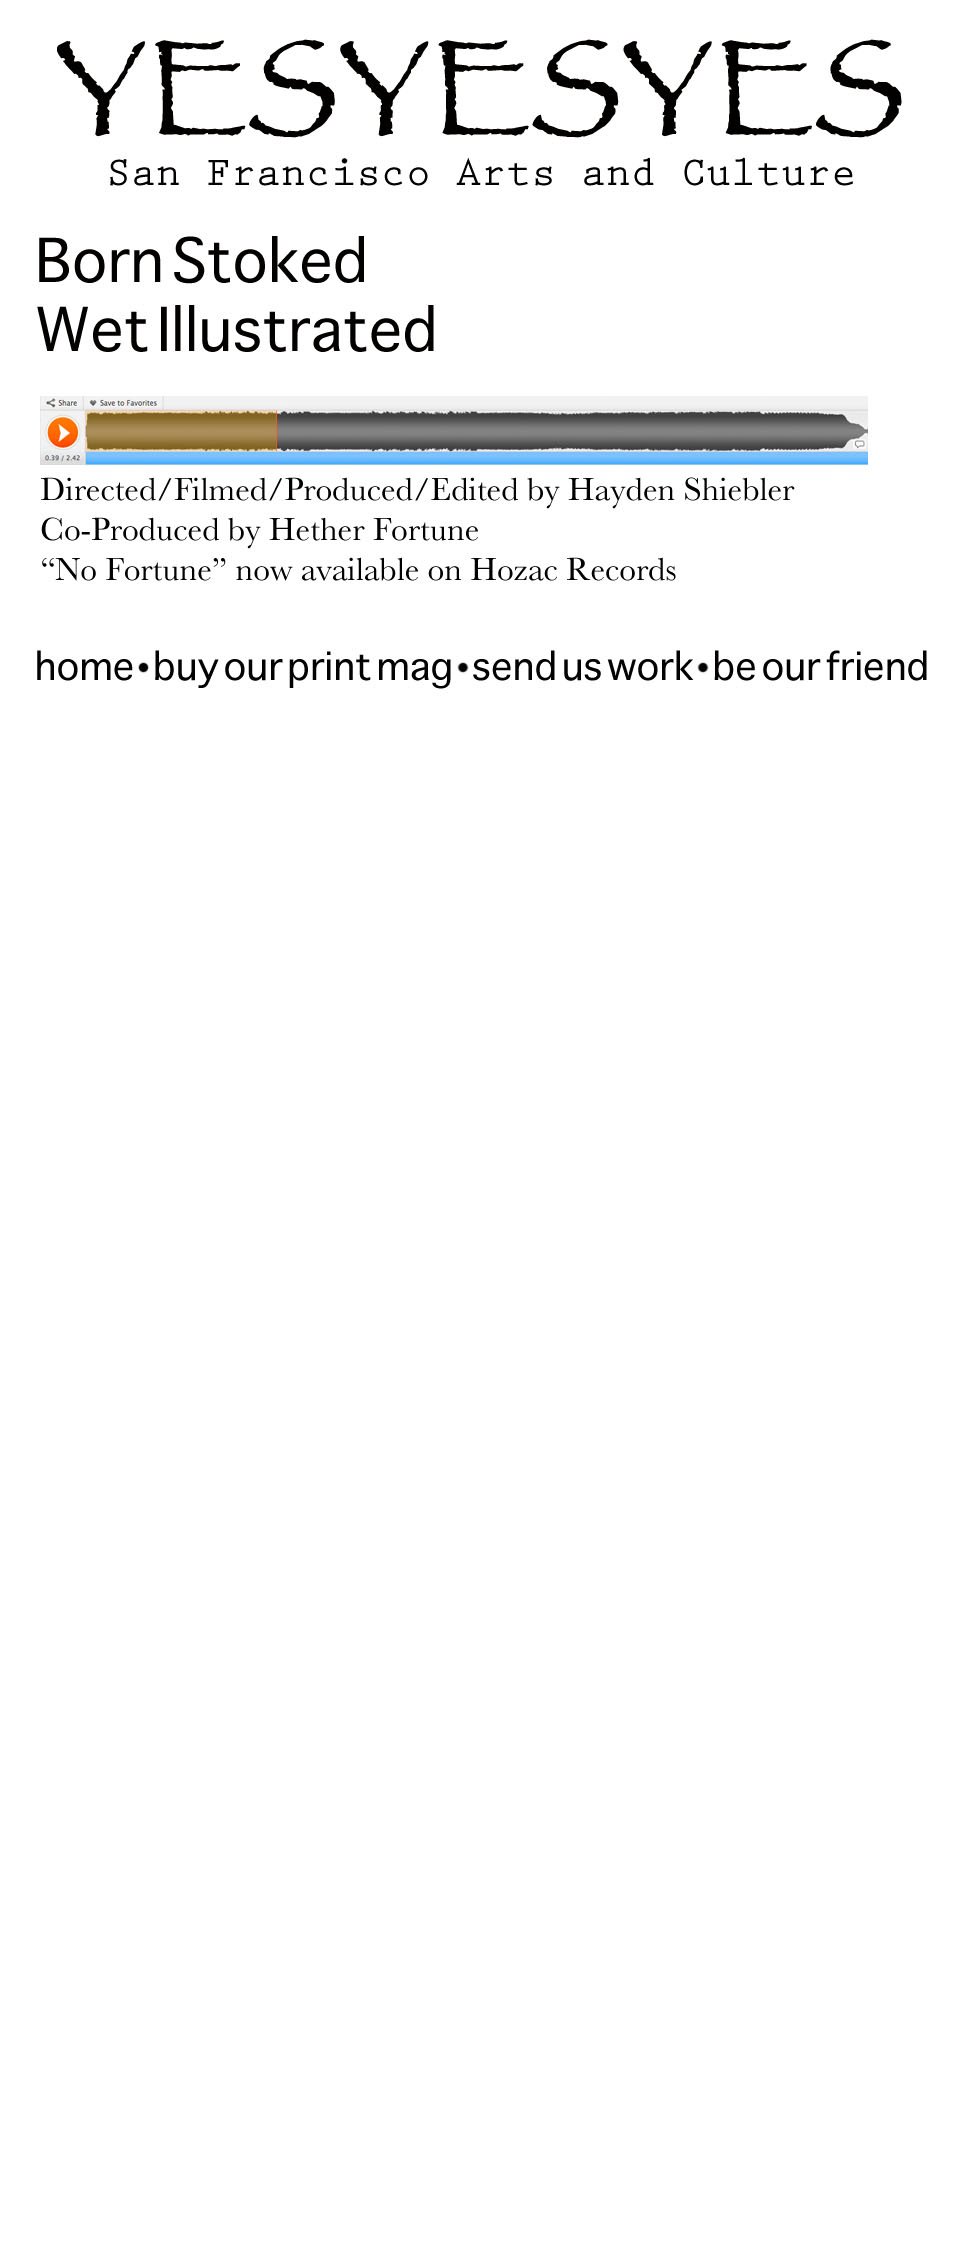 YESYESYES
San Francisco Arts and Culture
Born Stoked
Wet Illustrated
Share Save to Favorites
0.39 / 2.42
Directed/Filmed/Produced/Edited by Hayden Shiebler
Co-Produced by Hether Fortune
“No Fortune” now available on Hozac Records
home•buy our print mag•send us work•be our friend